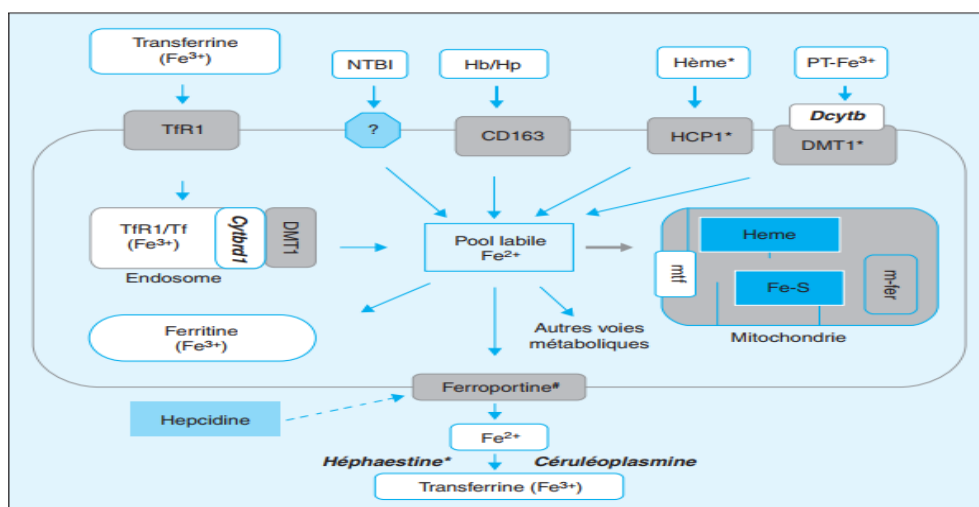 Transferrine
(Fe³⁺)
NTBI
Hb/Hp
Hème*
PT-Fe³⁺
TfR1
?
CD163
HCP1*
Dcytb
DMT1*
TfR1/Tf
(Fe³⁺)
Cytbrd1
DMT1
Endosome
Pool labile
Fe²⁺
mtf
Heme
Fe-S
m-fer
Mitochondrie
Ferritine
(Fe³⁺)
Autres voies
métaboliques
Ferroportine#
Hepcidine
Fe²⁺
Héphaestine*
Céruléoplasmine
Transferrine (Fe³⁺)